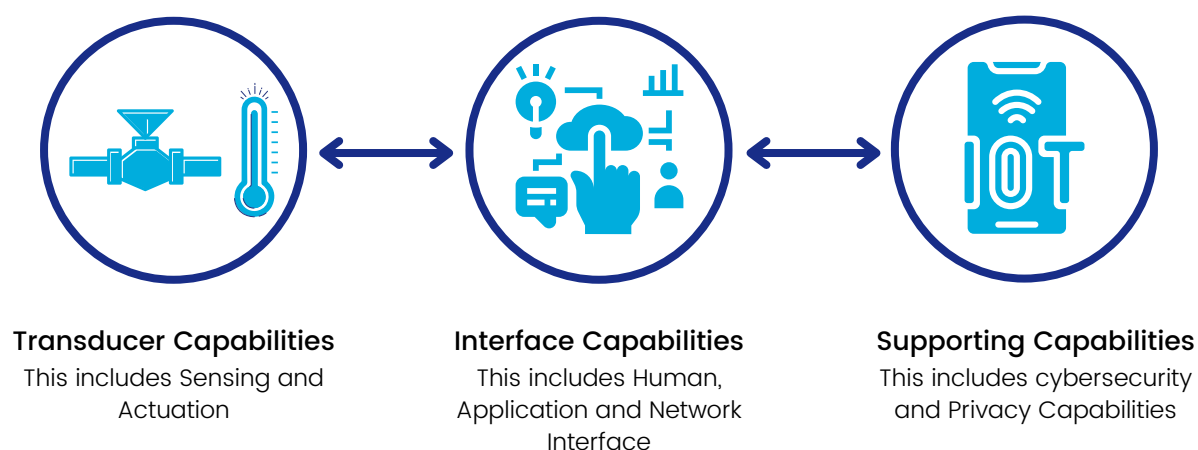 IOT
Transducer Capabilities
This includes Sensing and
Actuation
Interface Capabilities
This includes Human,
Application and Network
Interface
Supporting Capabilities
This includes cybersecurity
and Privacy Capabilities